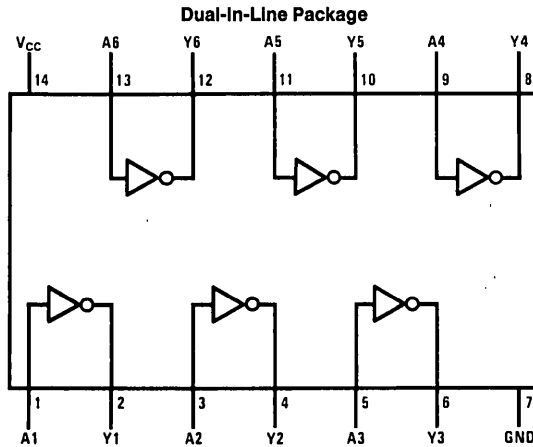 Dual-In-Line Package
VCC A6 Y6 A5 Y5 A4 Y4
14 13 12 11 10 9 8
1 2 3 4 5 6 7
A1 Y1 A2 Y2 A3 Y3 GND